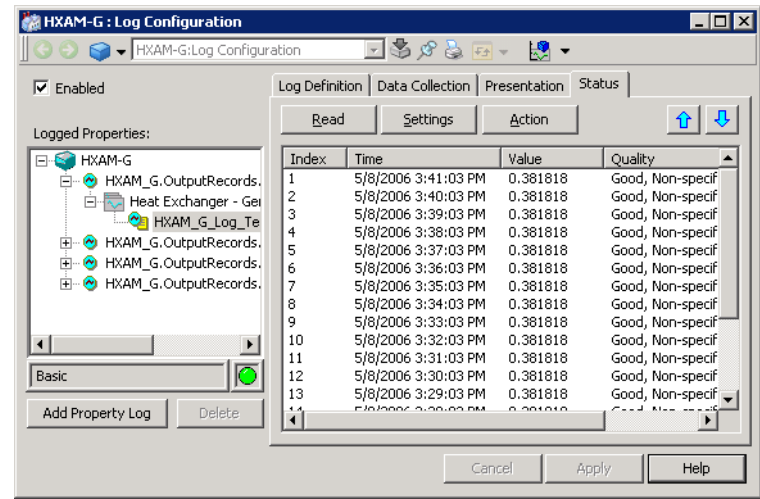 HXAM-G : Log Configuration
HXAM-G:Log Configuration
Enabled
Log Definition Data Collection Presentation Status
Read Settings Action
Logged Properties:
HXAM-G
HXAM_G.OutputRecords.
Heat Exchanger - Ger
HXAM_G_Log_Te
HXAM_G.OutputRecords.
HXAM_G.OutputRecords.
HXAM_G.OutputRecords.
Index Time Value Quality
1 5/8/2006 3:41:03 PM 0.381818 Good, Non-specif
2 5/8/2006 3:40:03 PM 0.381818 Good, Non-specif
3 5/8/2006 3:39:03 PM 0.381818 Good, Non-specif
4 5/8/2006 3:38:03 PM 0.381818 Good, Non-specif
5 5/8/2006 3:37:03 PM 0.381818 Good, Non-specif
6 5/8/2006 3:36:03 PM 0.381818 Good, Non-specif
7 5/8/2006 3:35:03 PM 0.381818 Good, Non-specif
8 5/8/2006 3:34:03 PM 0.381818 Good, Non-specif
9 5/8/2006 3:33:03 PM 0.381818 Good, Non-specif
10 5/8/2006 3:32:03 PM 0.381818 Good, Non-specif
11 5/8/2006 3:31:03 PM 0.381818 Good, Non-specif
12 5/8/2006 3:30:03 PM 0.381818 Good, Non-specif
13 5/8/2006 3:29:03 PM 0.381818 Good, Non-specif
Basic
Add Property Log Delete
Cancel Apply Help